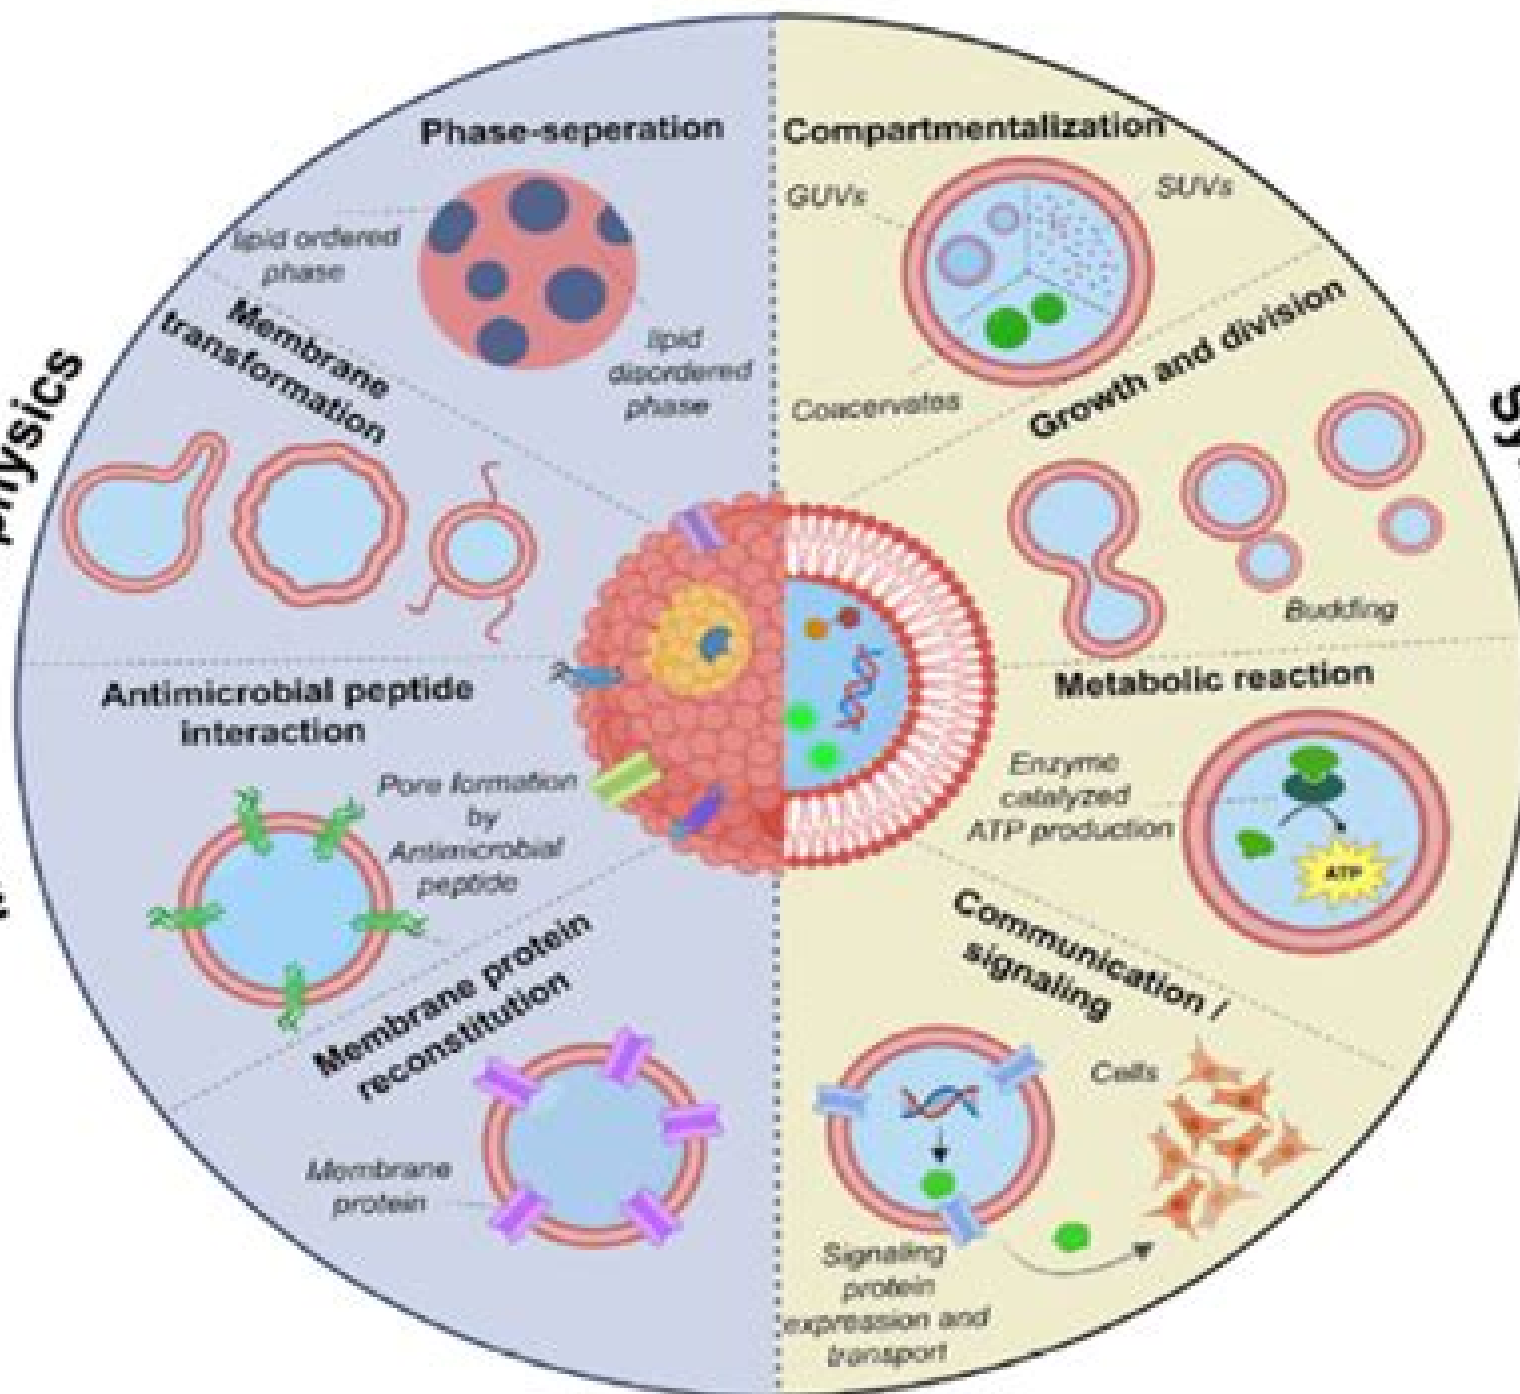 Phase-seperation
lipid ordered
phase
lipid
disordered
phase
Membrane
transformation
Antimicrobial peptide
interaction
Pore formation
by
Antimicrobial
peptide
Membrane protein
reconstitution
Membrane
protein
Compartmentalization
GUVs
SUVs
Coacervates
Growth and division
Budding
Metabolic reaction
Enzyme
catalyzed
ATP production
ATP
Communication /
signaling
Cells
Signaling
protein
expression and
transport